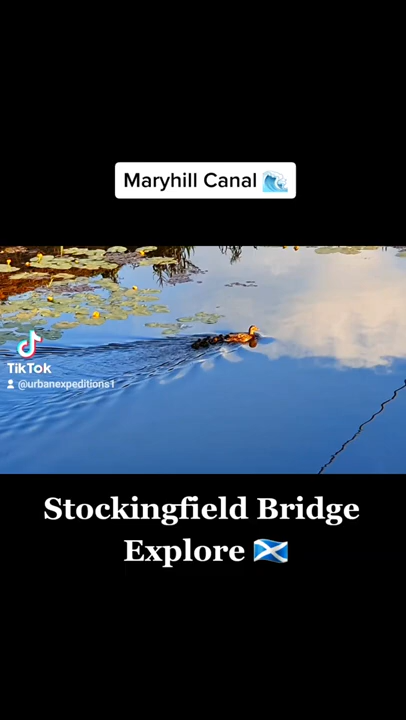 Maryhill Canal 🌊
TikTok
@urbanexpeditions1
Stockingfield Bridge
Explore 🏴󠁧󠁢󠁳󠁣󠁴󠁿